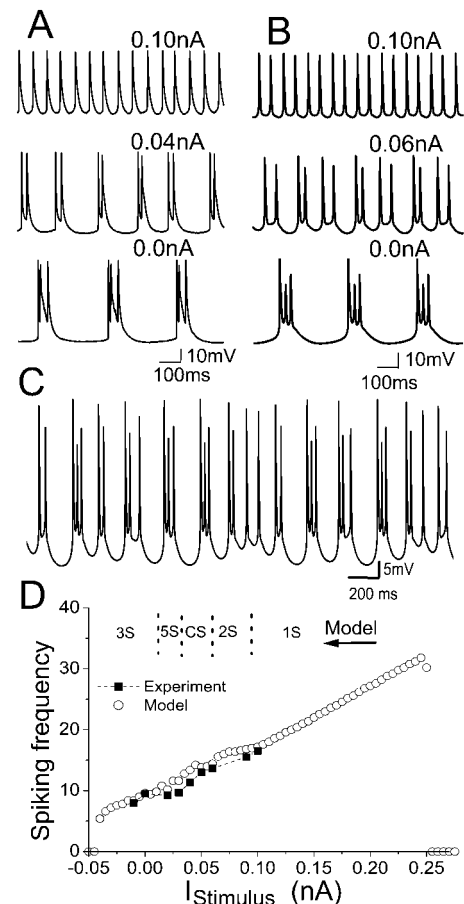 A
B
0.10nA
0.10nA
0.04nA
0.06nA
0.0nA
0.0nA
10mV
100ms
10mV
100ms
C
5mV
200 ms
D
40
30
20
10
0
Spiking frequency
3S 5S CS 2S 1S Model
Experiment
Model
-0.05 0.00 0.05 0.10 0.15 0.20 0.25
I Stimulus (nA)